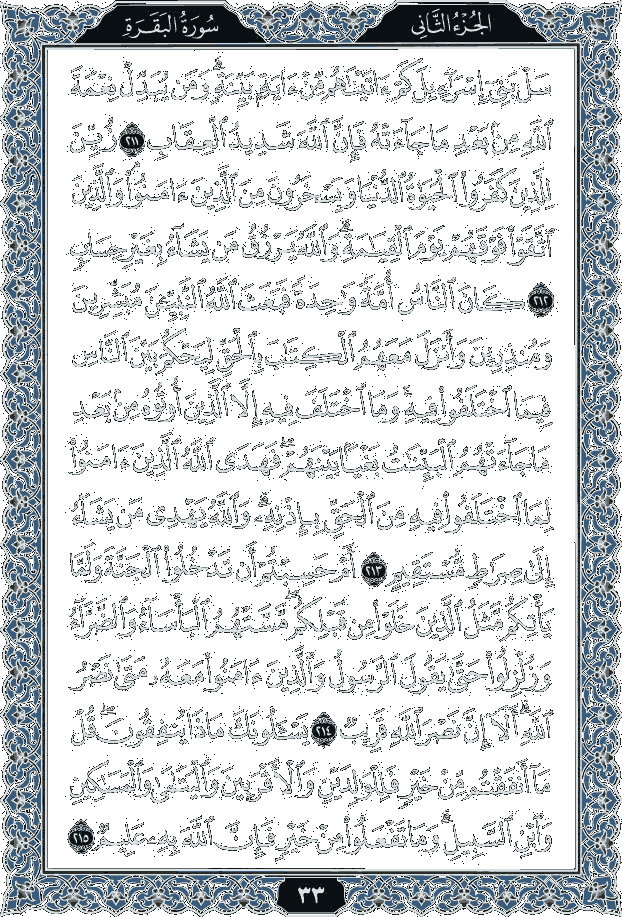 الجُزْءُ الثَّانِي
سُورَةُ البَقَرَةِ
سَلْ بَنِيٓ إِسْرَٰٓءِيلَ كَمْ ءَاتَيْنَٰهُم مِّنْ ءَايَةٍۭ بَيِّنَةٍۗ وَمَن يُبَدِّلْ نِعْمَةَ
ٱللَّهِ مِنۢ بَعْدِ مَا جَآءَتْهُ فَإِنَّ ٱللَّهَ شَدِيدُ ٱلْعِقَابِ ٢١١ زُيِّنَ
لِلَّذِينَ كَفَرُوا۟ ٱلْحَيَوٰةُ ٱلدُّنْيَا وَيَسْخَرُونَ مِنَ ٱلَّذِينَ ءَامَنُوا۟ۘ وَٱلَّذِينَ
ٱتَّقَوْا۟ فَوْقَهُمْ يَوْمَ ٱلْقِيَٰمَةِۗ وَٱللَّهُ يَرْزُقُ مَن يَشَآءُ بِغَيْرِ حِسَابٍ
٢١٢ كَانَ ٱلنَّاسُ أُمَّةً وَٰحِدَةً فَبَعَثَ ٱللَّهُ ٱلنَّبِيِّۦنَ مُبَشِّرِينَ
وَمُنذِرِينَ وَأَنزَلَ مَعَهُمُ ٱلْكِتَٰبَ بِٱلْحَقِّ لِيَحْكُمَ بَيْنَ ٱلنَّاسِ
فِيمَا ٱخْتَلَفُوا۟ فِيهِۚ وَمَا ٱخْتَلَفَ فِيهِ إِلَّا ٱلَّذِينَ أُوتُوهُ مِنۢ بَعْدِ
مَا جَآءَتْهُمُ ٱلْبَيِّنَٰتُ بَغْيًۢا بَيْنَهُمْۖ فَهَدَى ٱللَّهُ ٱلَّذِينَ ءَامَنُوا۟
لِمَا ٱخْتَلَفُوا۟ فِيهِ مِنَ ٱلْحَقِّ بِإِذْنِهِۦۗ وَٱللَّهُ يَهْدِى مَن يَشَآءُ
إِلَىٰ صِرَٰطٍ مُّسْتَقِيمٍ ٢١٣ أَمْ حَسِبْتُمْ أَن تَدْخُلُوا۟ ٱلْجَنَّةَ وَلَمَّا
يَأْتِكُم مَّثَلُ ٱلَّذِينَ خَلَوْا۟ مِن قَبْلِكُمۖ مَّسَّتْهُمُ ٱلْبَأْسَآءُ وَٱلضَّرَّآءُ
وَزُلْزِلُوا۟ حَتَّىٰ يَقُولَ ٱلرَّسُولُ وَٱلَّذِينَ ءَامَنُوا۟ مَعَهُۥ مَتَىٰ نَصْرُ
ٱللَّهِۗ أَلَآ إِنَّ نَصْرَ ٱللَّهِ قَرِيبٌ ٢١٤ يَسْـَٔلُونَكَ مَاذَا يُنفِقُونَۖ قُلْ
مَآ أَنفَقْتُم مِّنْ خَيْرٍ فَلِلْوَٰلِدَيْنِ وَٱلْأَقْرَبِينَ وَٱلْيَتَٰمَىٰ وَٱلْمَسَٰكِينِ
وَٱبْنِ ٱلسَّبِيلِۗ وَمَا تَفْعَلُوا۟ مِنْ خَيْرٍ فَإِنَّ ٱللَّهَ بِهِۦ عَلِيمٌ ٢١٥
٣٣